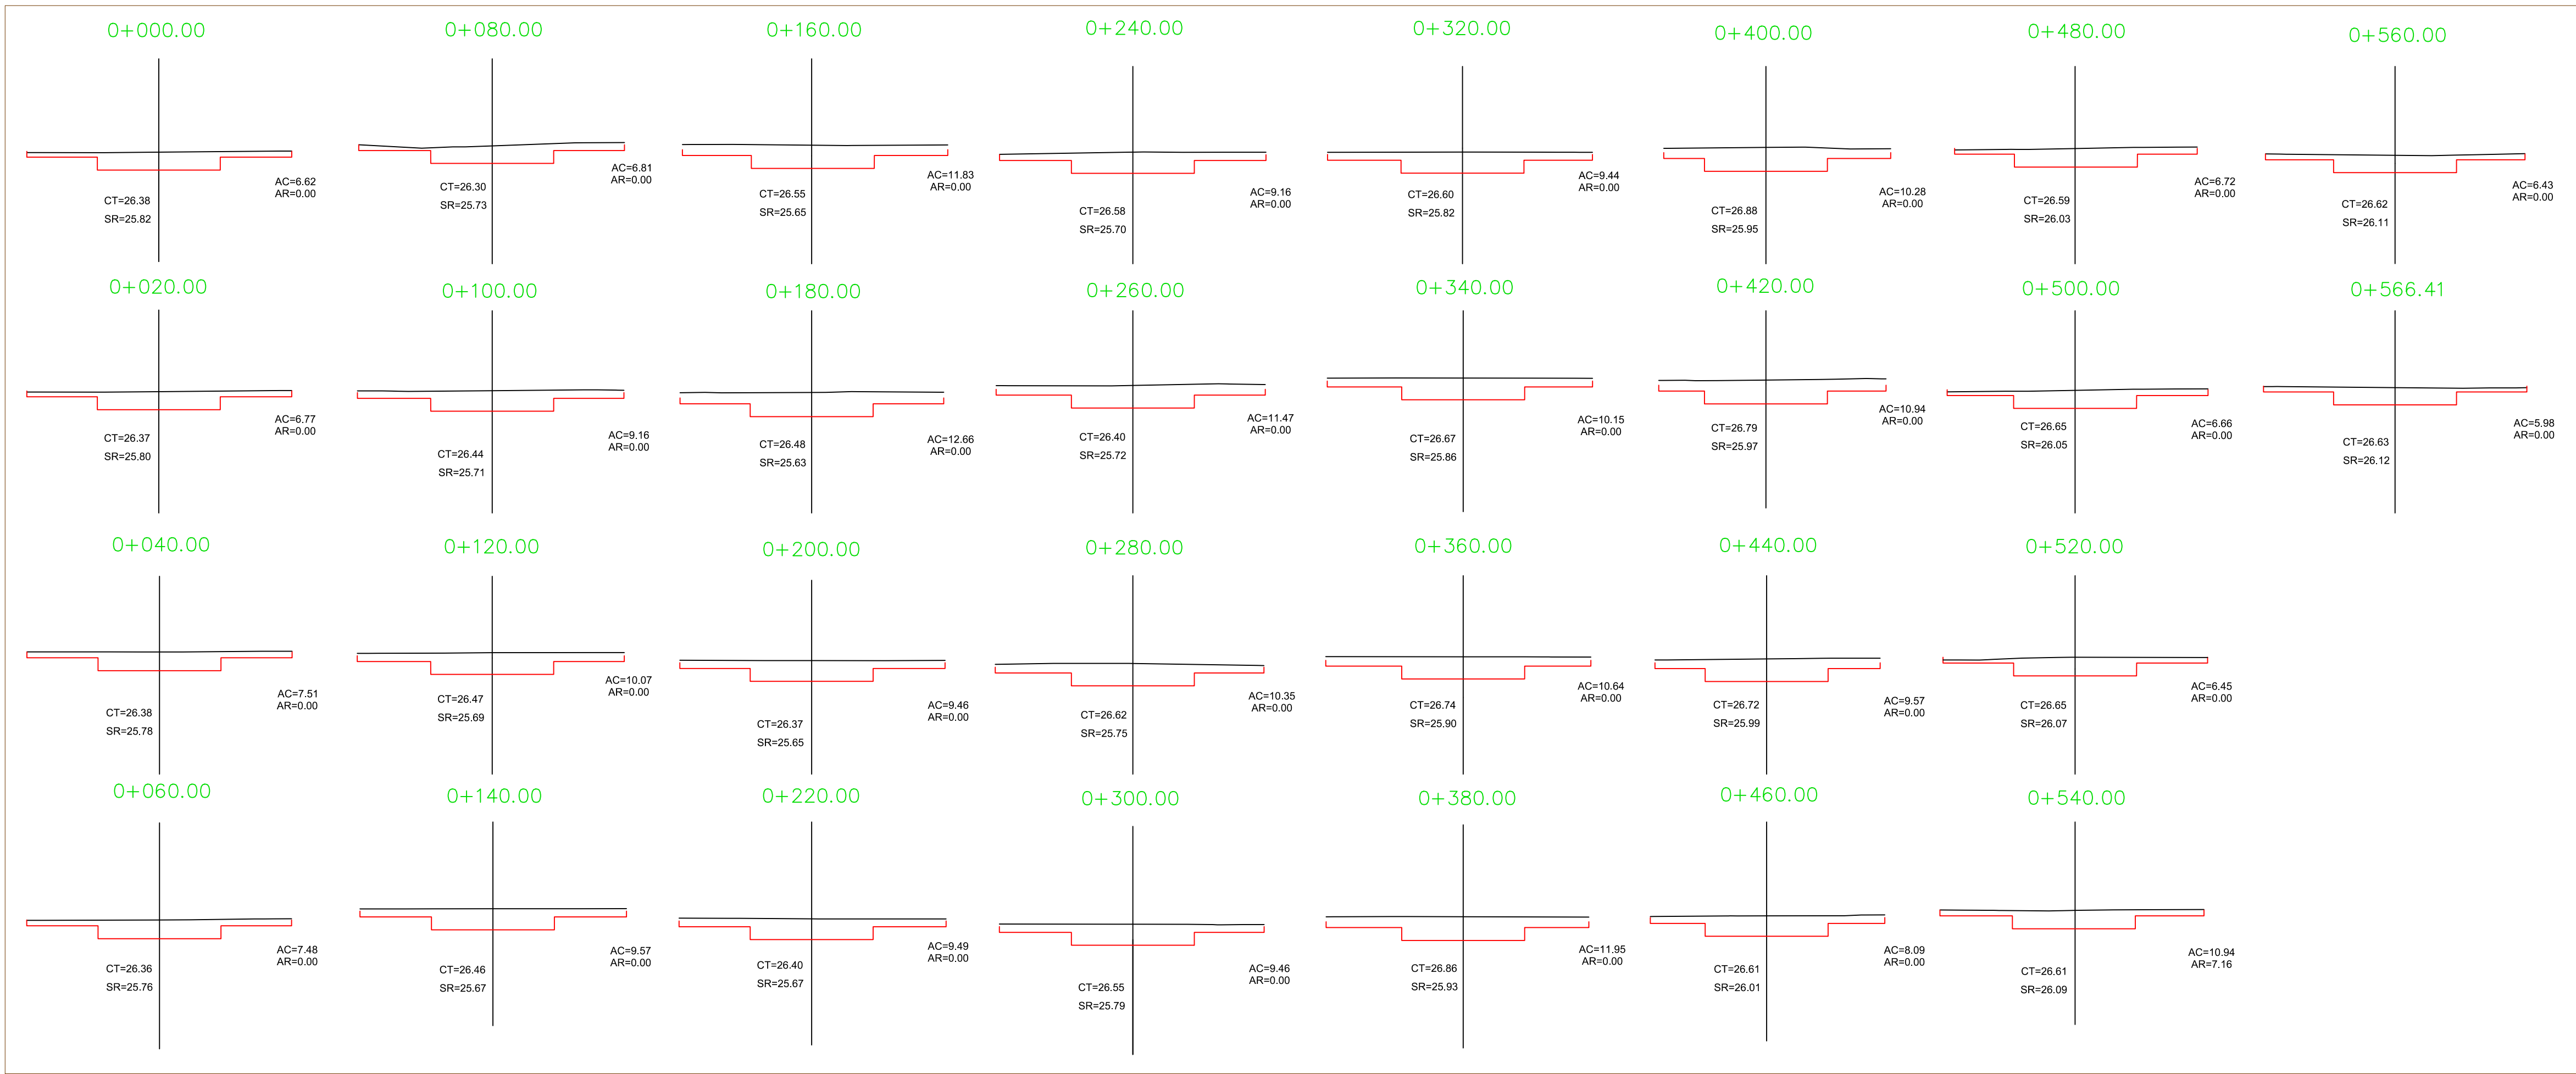 0+000.00
AC=6.62
AR=0.00
CT=26.38
SR=25.82
0+080.00
AC=6.81
AR=0.00
CT=26.30
SR=25.73
0+160.00
AC=11.83
AR=0.00
CT=26.55
SR=25.65
0+240.00
AC=9.16
AR=0.00
CT=26.58
SR=25.70
0+320.00
AC=9.44
AR=0.00
CT=26.60
SR=25.82
0+400.00
AC=10.28
AR=0.00
CT=26.88
SR=25.95
0+480.00
AC=6.72
AR=0.00
CT=26.59
SR=26.03
0+560.00
AC=6.43
AR=0.00
CT=26.62
SR=26.11
0+020.00
AC=6.77
AR=0.00
CT=26.37
SR=25.80
0+100.00
AC=9.16
AR=0.00
CT=26.44
SR=25.71
0+180.00
AC=12.66
AR=0.00
CT=26.48
SR=25.63
0+260.00
AC=11.47
AR=0.00
CT=26.40
SR=25.72
0+340.00
AC=10.15
AR=0.00
CT=26.67
SR=25.86
0+420.00
AC=10.94
AR=0.00
CT=26.79
SR=25.97
0+500.00
AC=6.66
AR=0.00
CT=26.65
SR=26.05
0+566.41
AC=5.98
AR=0.00
CT=26.63
SR=26.12
0+040.00
AC=7.51
AR=0.00
CT=26.38
SR=25.78
0+120.00
AC=10.07
AR=0.00
CT=26.47
SR=25.69
0+200.00
AC=9.46
AR=0.00
CT=26.37
SR=25.65
0+280.00
AC=10.35
AR=0.00
CT=26.62
SR=25.75
0+360.00
AC=10.64
AR=0.00
CT=26.74
SR=25.90
0+440.00
AC=9.57
AR=0.00
CT=26.72
SR=25.99
0+520.00
AC=6.45
AR=0.00
CT=26.65
SR=26.07
0+060.00
AC=7.48
AR=0.00
CT=26.36
SR=25.76
0+140.00
AC=9.57
AR=0.00
CT=26.46
SR=25.67
0+220.00
AC=9.49
AR=0.00
CT=26.40
SR=25.67
0+300.00
AC=9.46
AR=0.00
CT=26.55
SR=25.79
0+380.00
AC=11.95
AR=0.00
CT=26.86
SR=25.93
0+460.00
AC=8.09
AR=0.00
CT=26.61
SR=26.01
0+540.00
AC=10.94
AR=7.16
CT=26.61
SR=26.09